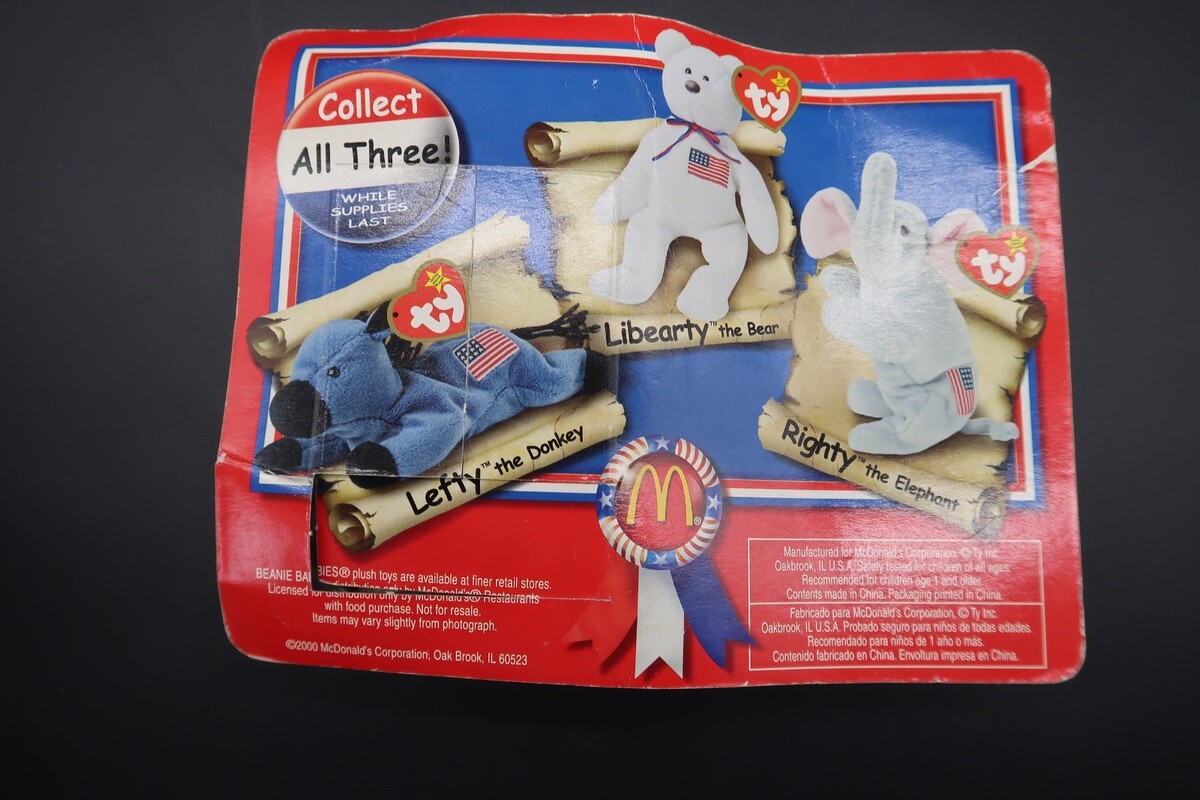 Collect
All Three!
WHILE
SUPPLIES
LAST
ty
Libearty™ the Bear
ty
Lefty™ the Donkey
ty
Righty™ the Elephant
M®
BEANIE BABIES® plush toys are available at finer retail stores.
Licensed for distribution only by McDonald's® Restaurants
with food purchase. Not for resale.
Items may vary slightly from photograph.
©2000 McDonald's Corporation, Oak Brook, IL 60523
Manufactured for McDonald's Corporation. © Ty Inc.
Oakbrook, IL U.S.A. Safety tested for children of all ages.
Recommended for children age 1 and older.
Contents made in China. Packaging printed in China.
Fabricado para McDonald's Corporation. © Ty Inc.
Oakbrook, IL U.S.A. Probado seguro para niños de todas edades.
Recomendado para niños de 1 año o más.
Contenido fabricado en China. Envoltura impresa en China.